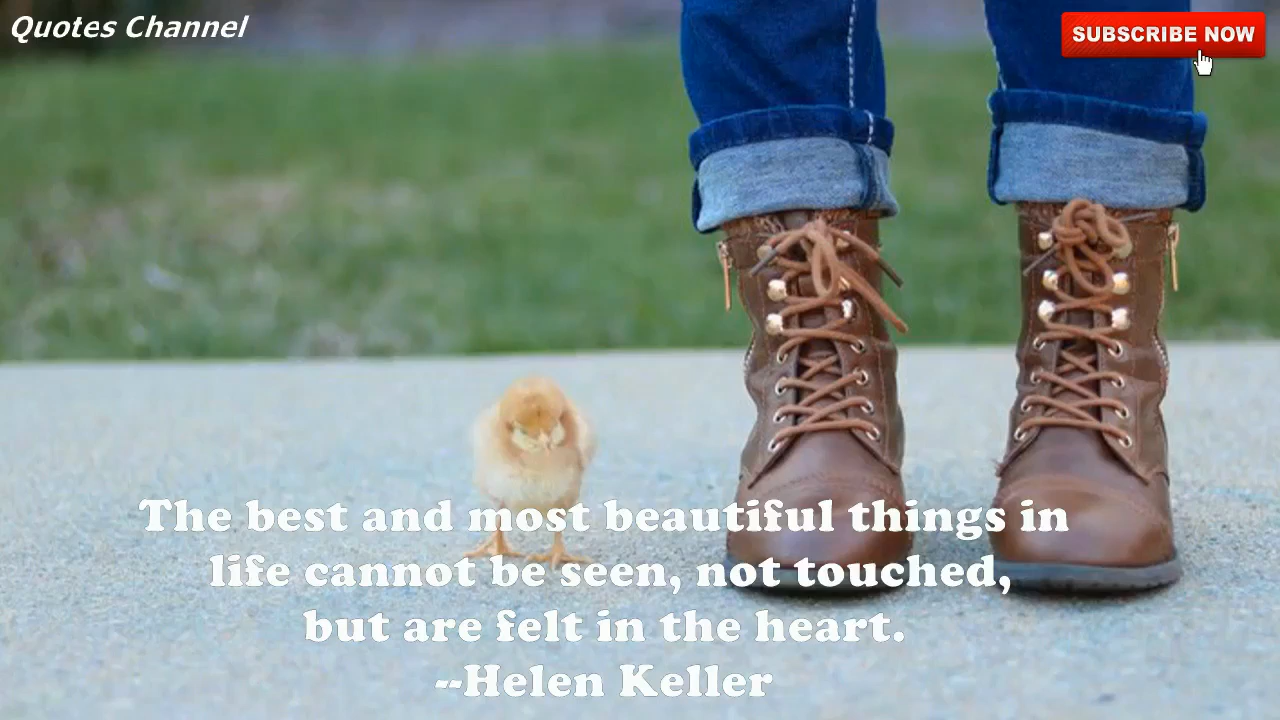 Quotes Channel
SUBSCRIBE NOW
The best and most beautiful things in
life cannot be seen, not touched,
but are felt in the heart.
--Helen Keller